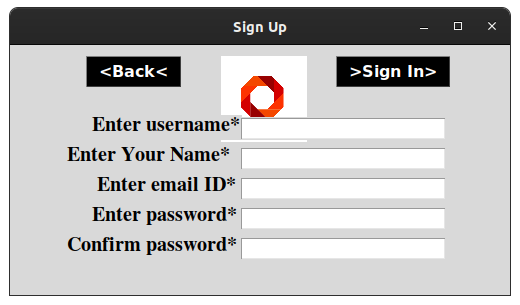 Sign Up
<Back<
>Sign In>
Enter username*
Enter Your Name*
Enter email ID*
Enter password*
Confirm password*